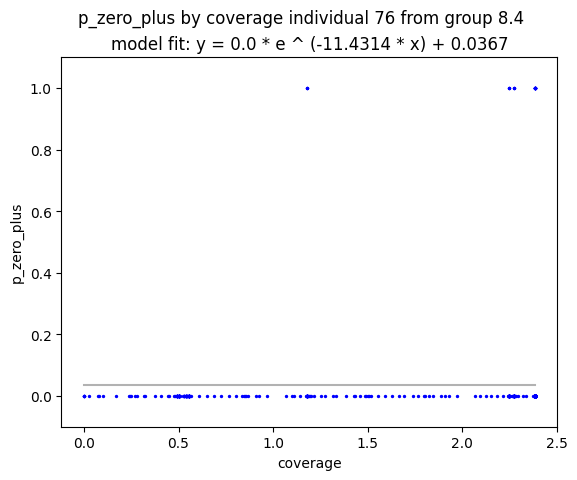 p_zero_plus by coverage individual 76 from group 8.4
model fit: y = 0.0 * e ^ (-11.4314 * x) + 0.0367
1.0
0.8
0.6
0.4
0.2
0.0
p_zero_plus
0.0 0.5 1.0 1.5 2.0 2.5
coverage